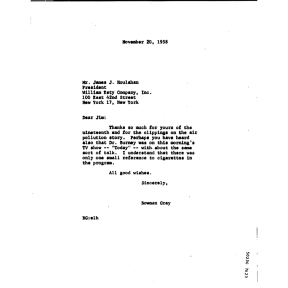 November 20, 1958
Mr. James J. Houlahan
President
William Esty Company, Inc.
100 East 42nd Street
New York 17, New York
Dear Jim:
Thanks so much for yours of the
nineteenth and for the clippings on the air
pollution story. Perhaps you have heard
also that Dr. Burney was on this morning's
TV show -- "Today" -- with about the same
sort of talk. I understand that there was
only one small reference to cigarettes in
the program.
All good wishes.
Sincerely,
Bowman Gray
BG:elh